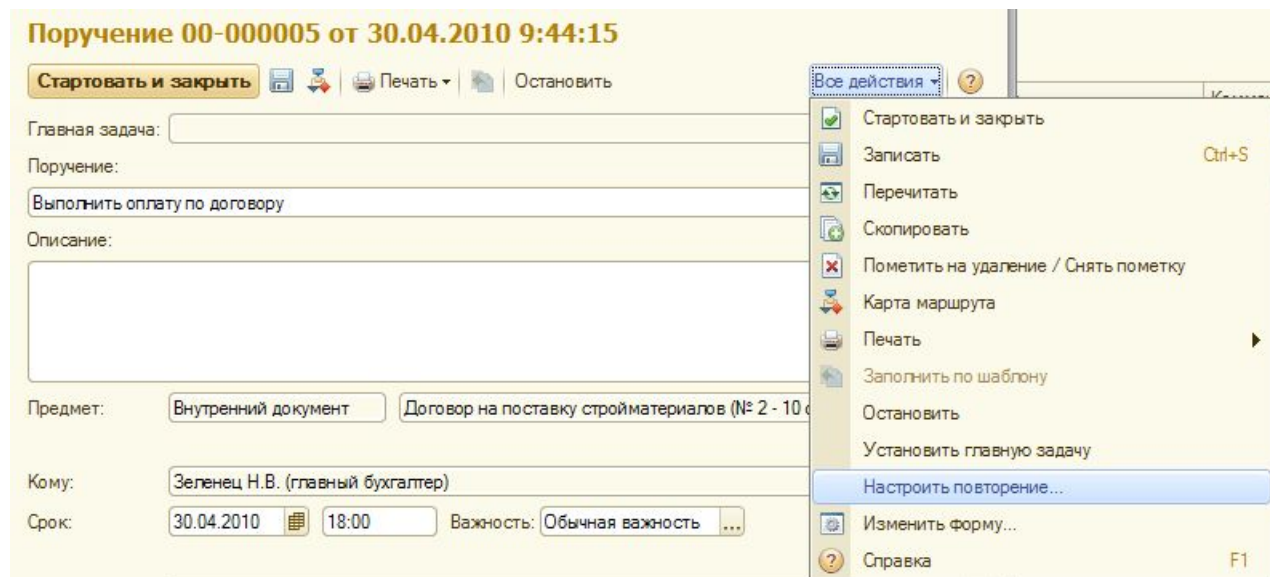 Поручение 00-000005 от 30.04.2010 9:44:15
Стартовать и закрыть Печать Остановить Все действия
Главная задача:
Поручение:
Выполнить оплату по договору
Описание:
Предмет: Внутренний документ Договор на поставку стройматериалов (№ 2 - 10
Кому: Зеленец Н.В. (главный бухгалтер)
Срок: 30.04.2010 18:00 Важность: Обычная важность ...
Стартовать и закрыть
Записать Ctrl+S
Перечитать
Скопировать
Пометить на удаление / Снять пометку
Карта маршрута
Печать
Заполнить по шаблону
Остановить
Установить главную задачу
Настроить повторение...
Изменить форму...
Справка F1